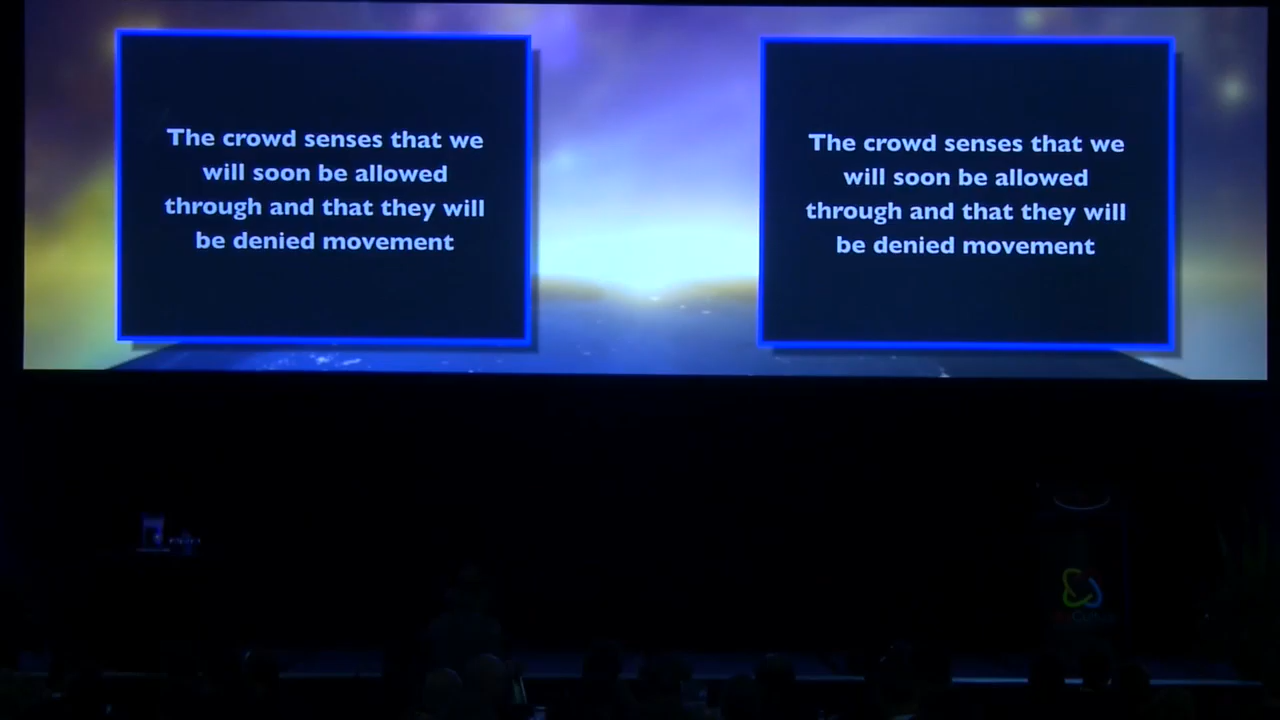 The crowd senses that we
will soon be allowed
through and that they will
be denied movement
The crowd senses that we
will soon be allowed
through and that they will
be denied movement